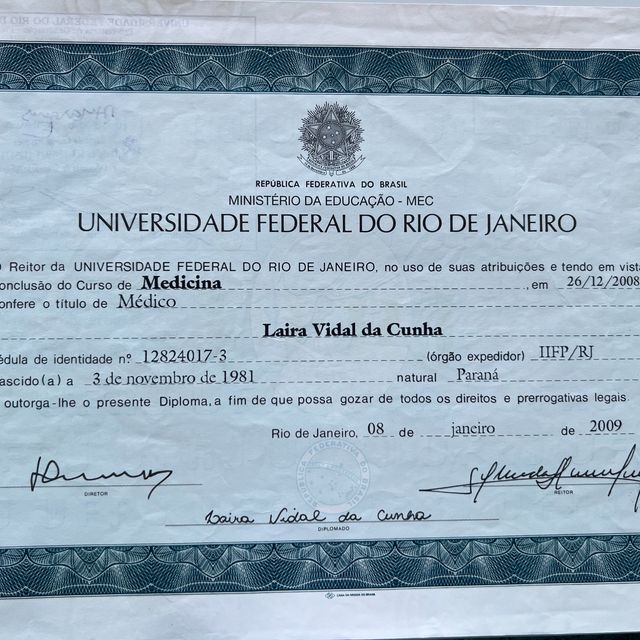 REPÚBLICA FEDERATIVA DO BRASIL
MINISTÉRIO DA EDUCAÇÃO - MEC
UNIVERSIDADE FEDERAL DO RIO DE JANEIRO
O Reitor da UNIVERSIDADE FEDERAL DO RIO DE JANEIRO, no uso de suas atribuições e tendo em vista
conclusão do Curso de Medicina , em 26/12/2008
onfere o título de Médico
Laira Vidal da Cunha
édula de identidade nº 12824017-3 (órgão expedidor) IIFP/RJ
ascido(a) a 3 de novembro de 1981 natural Paraná
outorga-lhe o presente Diploma, a fim de que possa gozar de todos os direitos e prerrogativas legais.
Rio de Janeiro, 08 de janeiro de 2009
DIRETOR
REITOR
Laira Vidal da Cunha
DIPLOMADO
CASA DA MOEDA DO BRASIL